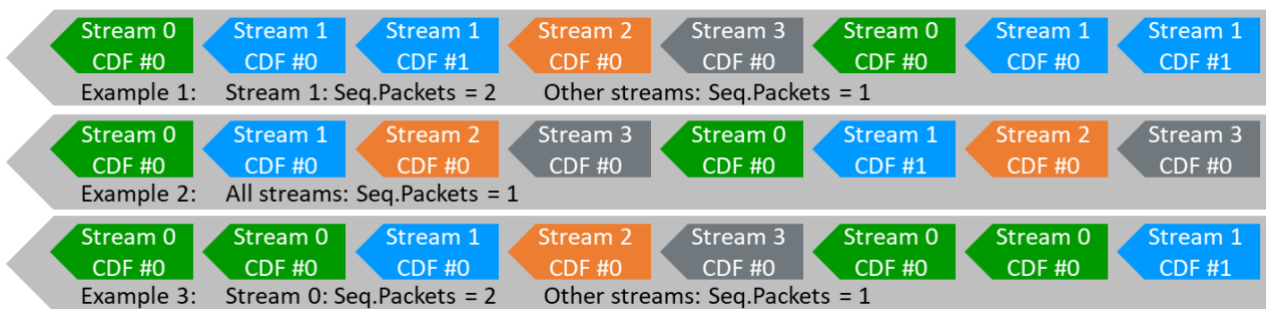 Stream 0 Stream 1 Stream 1 Stream 2 Stream 3 Stream 0 Stream 1 Stream 1
CDF #0 CDF #0 CDF #1 CDF #0 CDF #0 CDF #0 CDF #0 CDF #1
Example 1: Stream 1: Seq.Packets = 2 Other streams: Seq.Packets = 1
Stream 0 Stream 1 Stream 2 Stream 3 Stream 0 Stream 1 Stream 2 Stream 3
CDF #0 CDF #0 CDF #0 CDF #0 CDF #0 CDF #1 CDF #0 CDF #0
Example 2: All streams: Seq.Packets = 1
Stream 0 Stream 0 Stream 1 Stream 2 Stream 3 Stream 0 Stream 0 Stream 1
CDF #0 CDF #0 CDF #0 CDF #0 CDF #0 CDF #0 CDF #0 CDF #1
Example 3: Stream 0: Seq.Packets = 2 Other streams: Seq.Packets = 1